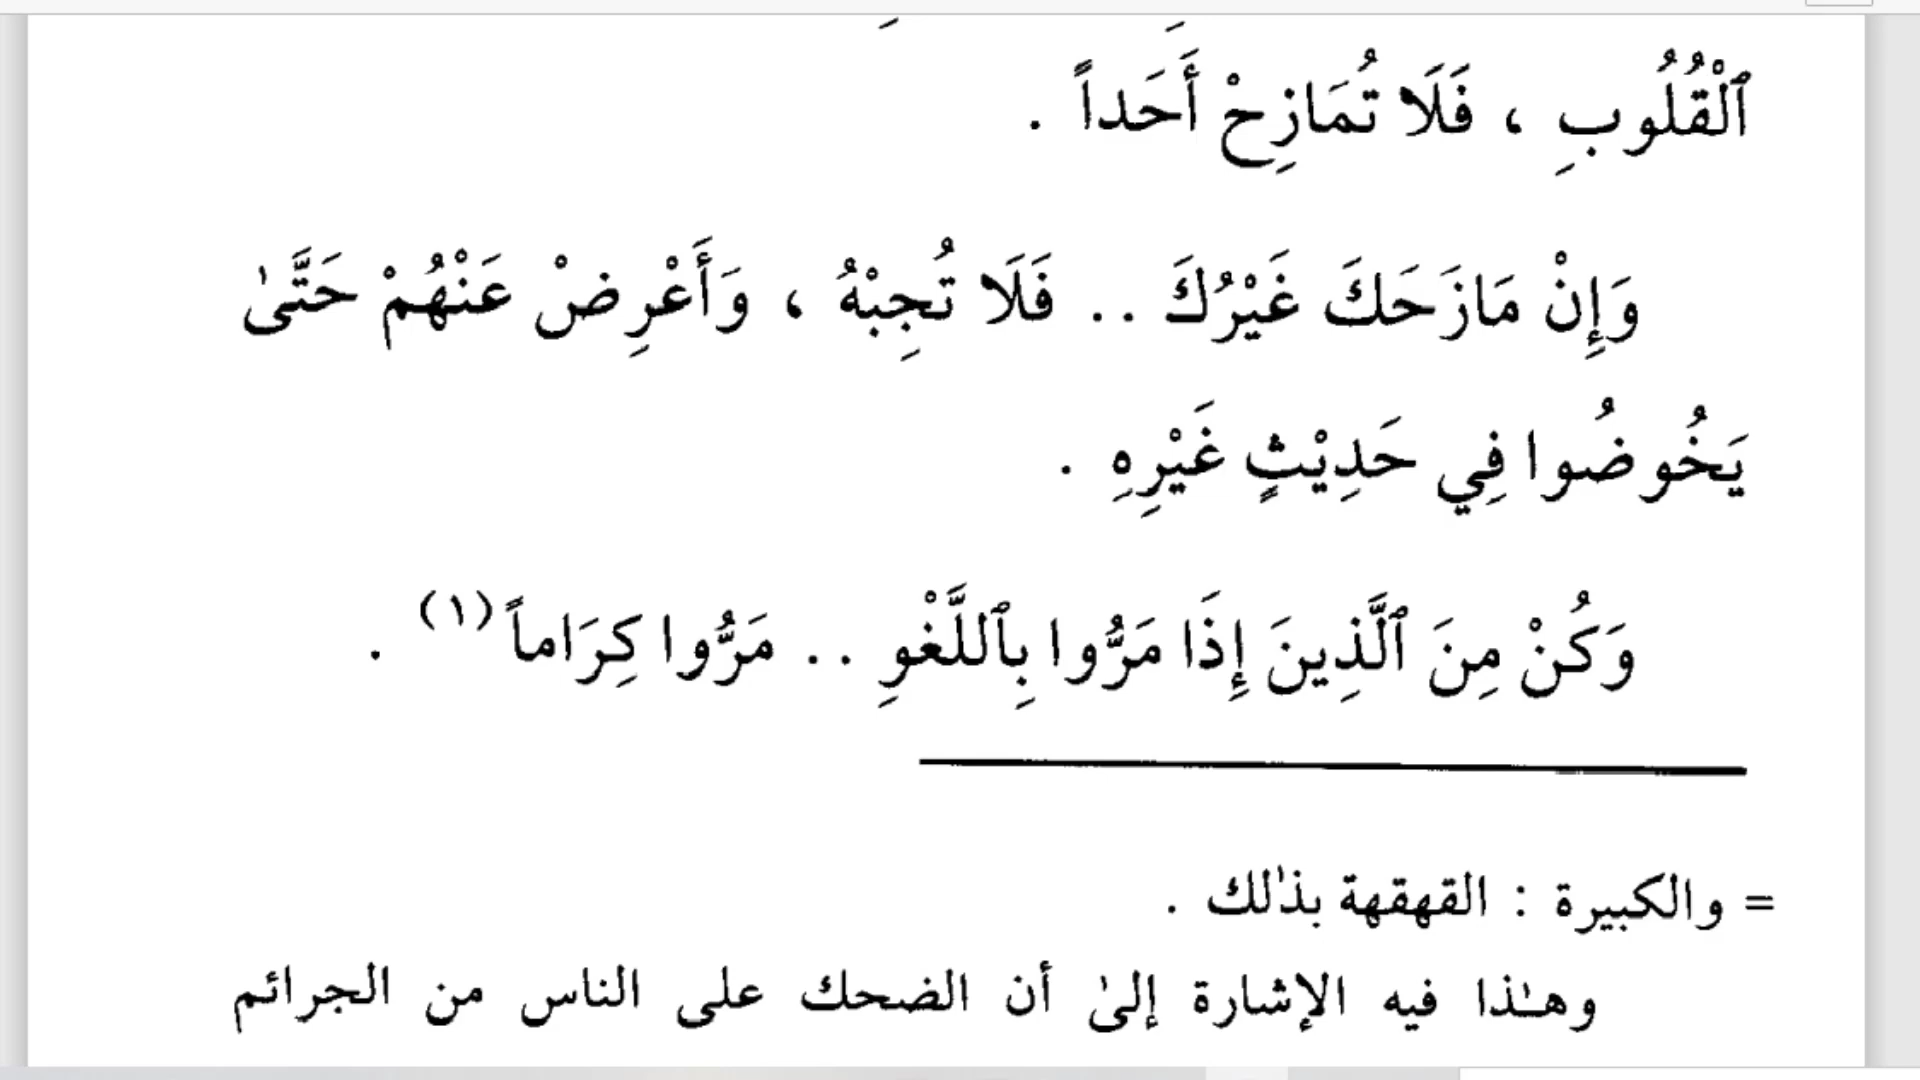 ٱلْقُلُوبِ ، فَلَا تُمَازِحْ أَحَداً .
وَإِنْ مَازَحَكَ غَيْرُكَ .. فَلَا تُجِبْهُ ، وَأَعْرِضْ عَنْهُمْ حَتَّىٰ
يَخُوضُوا فِي حَدِيْثٍ غَيْرِهِ .
وَكُنْ مِنَ ٱلَّذِينَ إِذَا مَرُّوا بِٱللَّغْوِ .. مَرُّوا كِرَاماً (١) .
= والكبيرة : القهقهة بذٰلك .
وهـٰذا فيه الإشارة إلىٰ أن الضحك على الناس من الجرائم